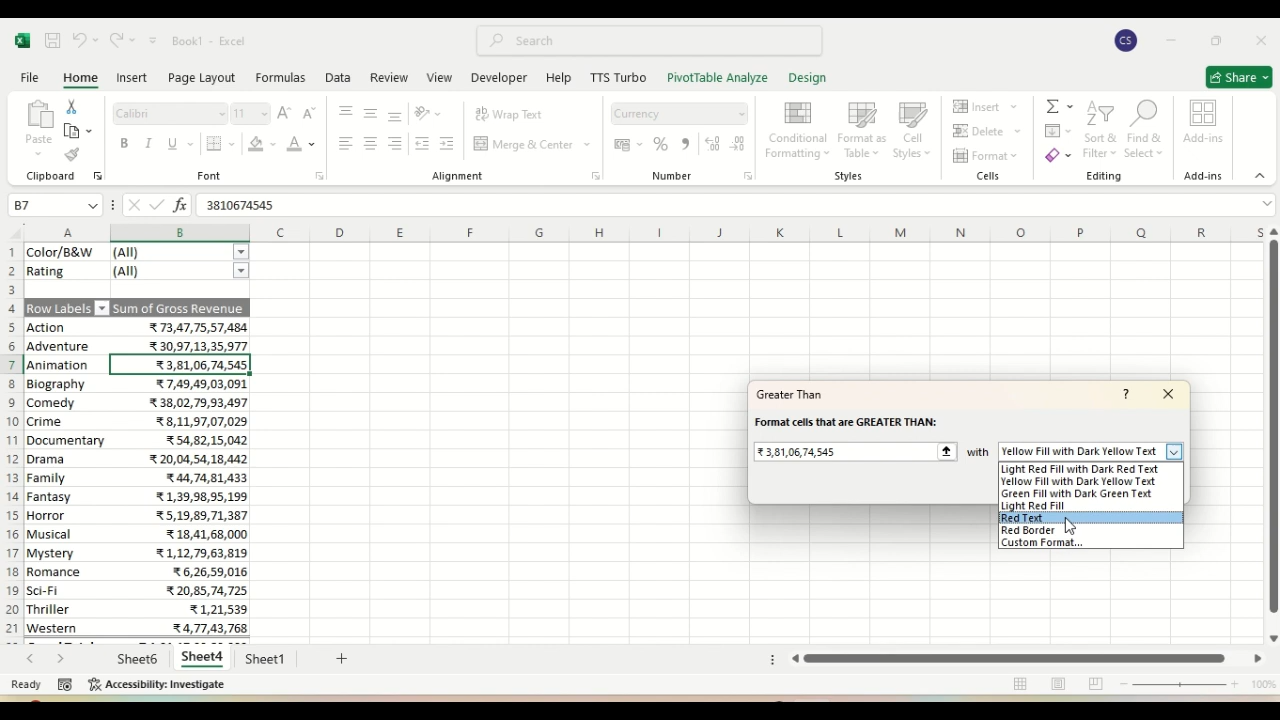 Book1 - Excel
Search
CS
File Home Insert Page Layout Formulas Data Review View Developer Help TTS Turbo PivotTable Analyze Design Share
Paste
Calibri 11
B I U A
Wrap Text
Merge & Center
Currency
Conditional Formatting
Format as Table
Cell Styles
Insert
Delete
Format
Sort & Filter
Find & Select
Add-ins
Clipboard Font Alignment Number Styles Cells Editing Add-ins
B7 fx 3810674545
A B C D E F G H I J K L M N O P Q R S
1 Color/B&W (All)
2 Rating (All)
3
4 Row Labels Sum of Gross Revenue
5 Action ₹ 73,47,75,57,484
6 Adventure ₹ 30,97,13,35,977
7 Animation ₹ 3,81,06,74,545
8 Biography ₹ 7,49,49,03,091
9 Comedy ₹ 38,02,79,93,497
10 Crime ₹ 8,11,97,07,029
11 Documentary ₹ 54,82,15,042
12 Drama ₹ 20,04,54,18,442
13 Family ₹ 44,74,81,433
14 Fantasy ₹ 1,39,98,95,199
15 Horror ₹ 5,19,89,71,387
16 Musical ₹ 18,41,68,000
17 Mystery ₹ 1,12,79,63,819
18 Romance ₹ 6,26,59,016
19 Sci-Fi ₹ 20,85,74,725
20 Thriller ₹ 1,21,539
21 Western ₹ 4,77,43,768
Greater Than ?
Format cells that are GREATER THAN:
₹ 3,81,06,74,545 with Yellow Fill with Dark Yellow Text
Light Red Fill with Dark Red Text
Yellow Fill with Dark Yellow Text
Green Fill with Dark Green Text
Light Red Fill
Red Text
Red Border
Custom Format...
Sheet6 Sheet4 Sheet1
Ready Accessibility: Investigate 100%